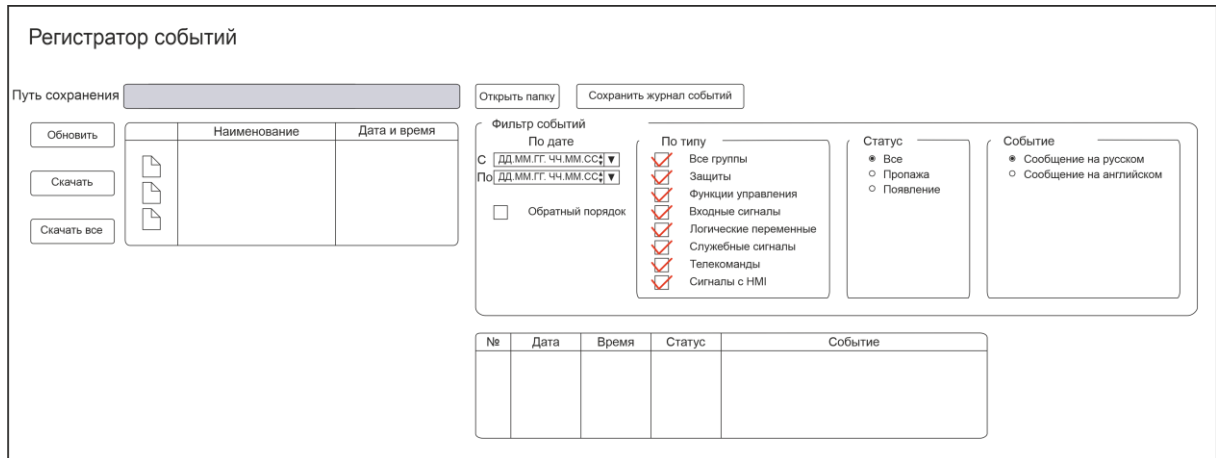 Регистратор событий
Путь сохранения
Открыть папку
Сохранить журнал событий
Обновить
Скачать
Скачать все
Наименование
Дата и время
Фильтр событий
По дате
С ДД.ММ.ГГ. ЧЧ.ММ.СС
По ДД.ММ.ГГ. ЧЧ.ММ.СС
Обратный порядок
По типу
Все группы
Защиты
Функции управления
Входные сигналы
Логические переменные
Служебные сигналы
Телекоманды
Сигналы с HMI
Статус
Все
Пропажа
Появление
Событие
Сообщение на русском
Сообщение на английском
№ Дата Время Статус Событие